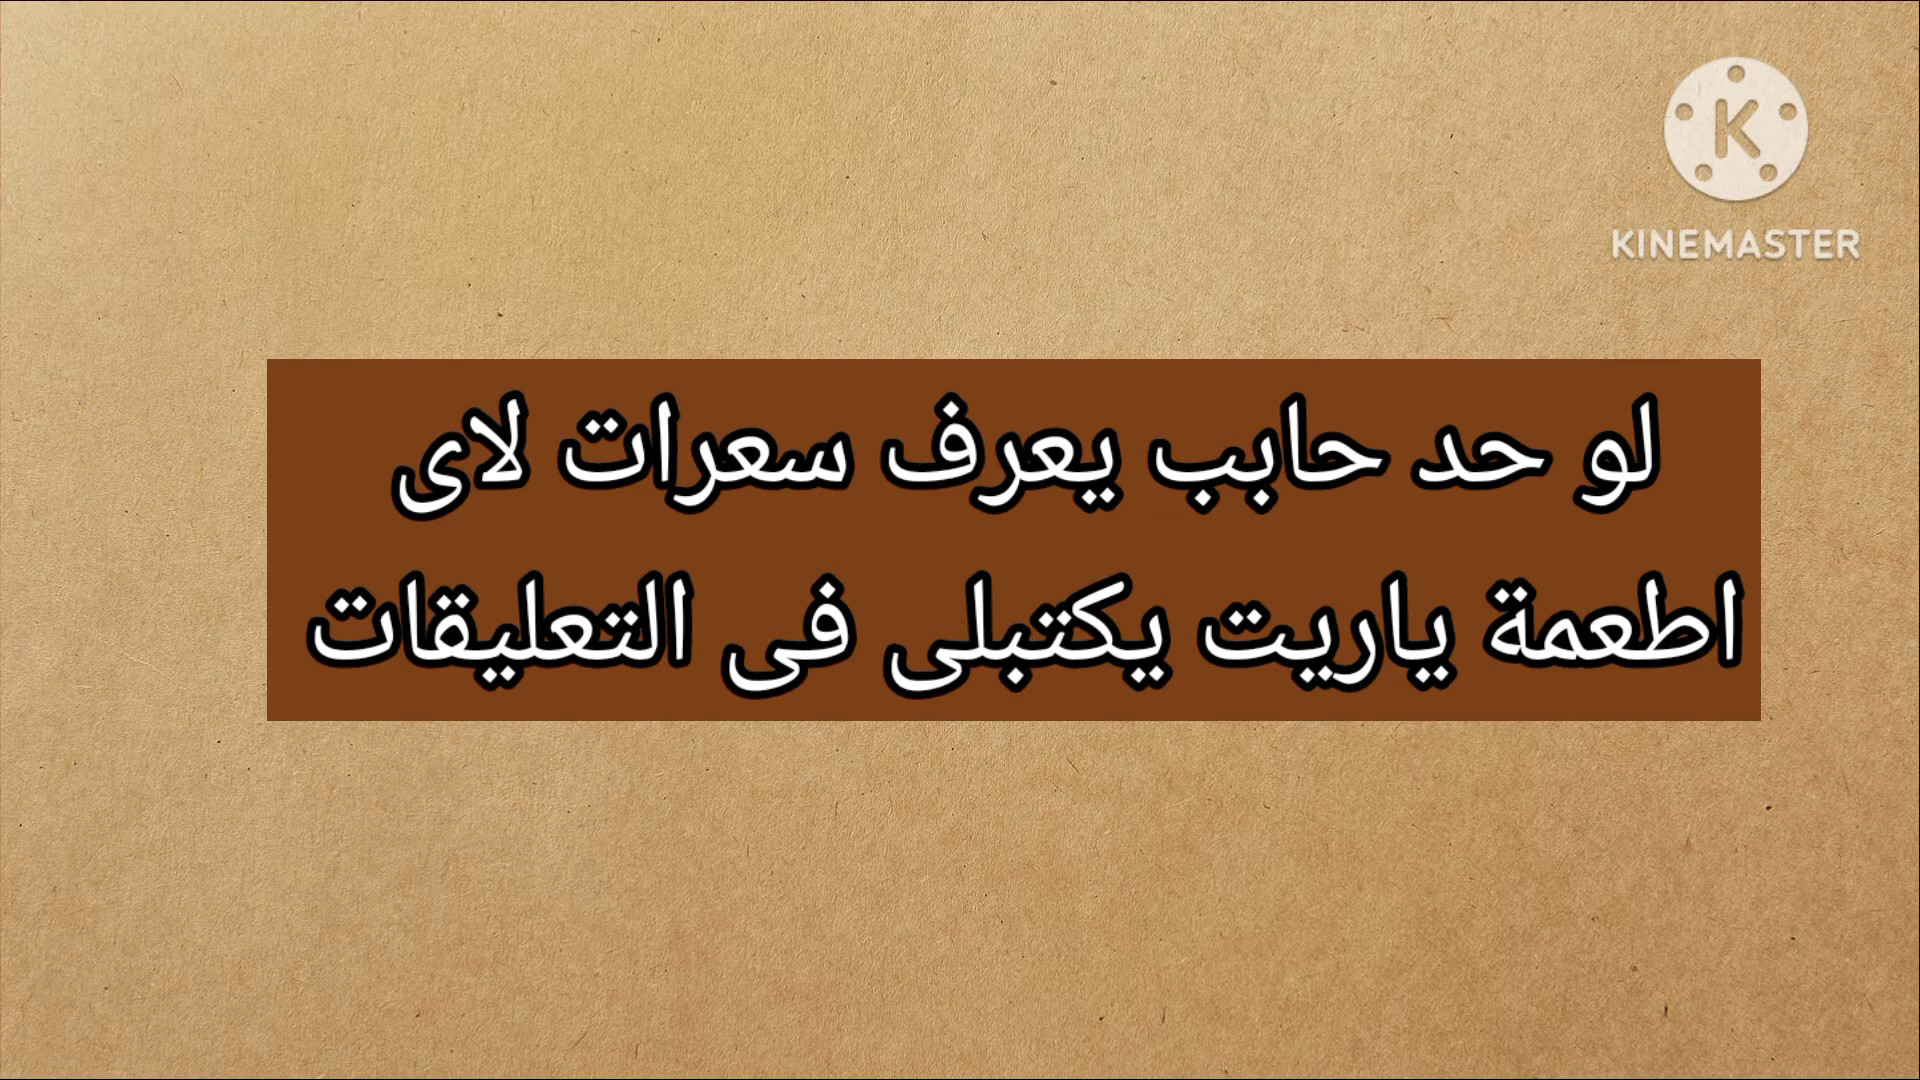 KINEMASTER
لو حد حابب يعرف سعرات لاى
اطعمة ياريت يكتبلى فى التعليقات